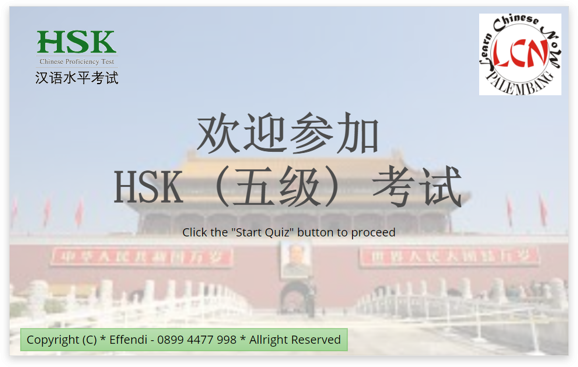 HSK
Chinese Proficiency Test
汉语水平考试
Learn Chinese NoW
LCN
PALEMBANG
欢迎参加
HSK (五级) 考试
Click the "Start Quiz" button to proceed
中华人民共和国万岁
世界人民大团结万岁
Copyright (C) * Effendi - 0899 4477 998 * Allright Reserved